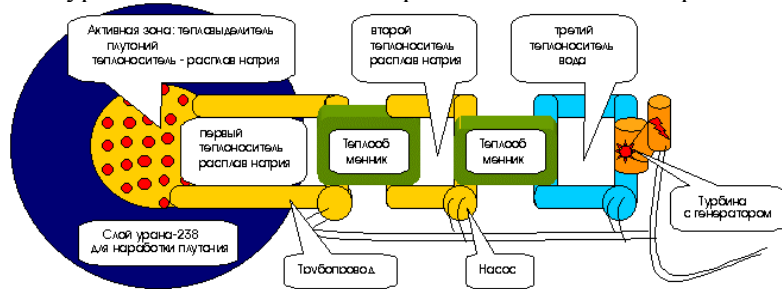 Активная зона: тепловыделитель
плутоний
теплоноситель - расплав натрия
второй
теплоноситель
расплав натрия
третий
теплоноситель
вода
первый
теплоноситель
расплав натрия
Теплооб
менник
Теплооб
менник
Слой урана-238
для наработки плутания
Трубопровод
Насос
Турбина
с генератором